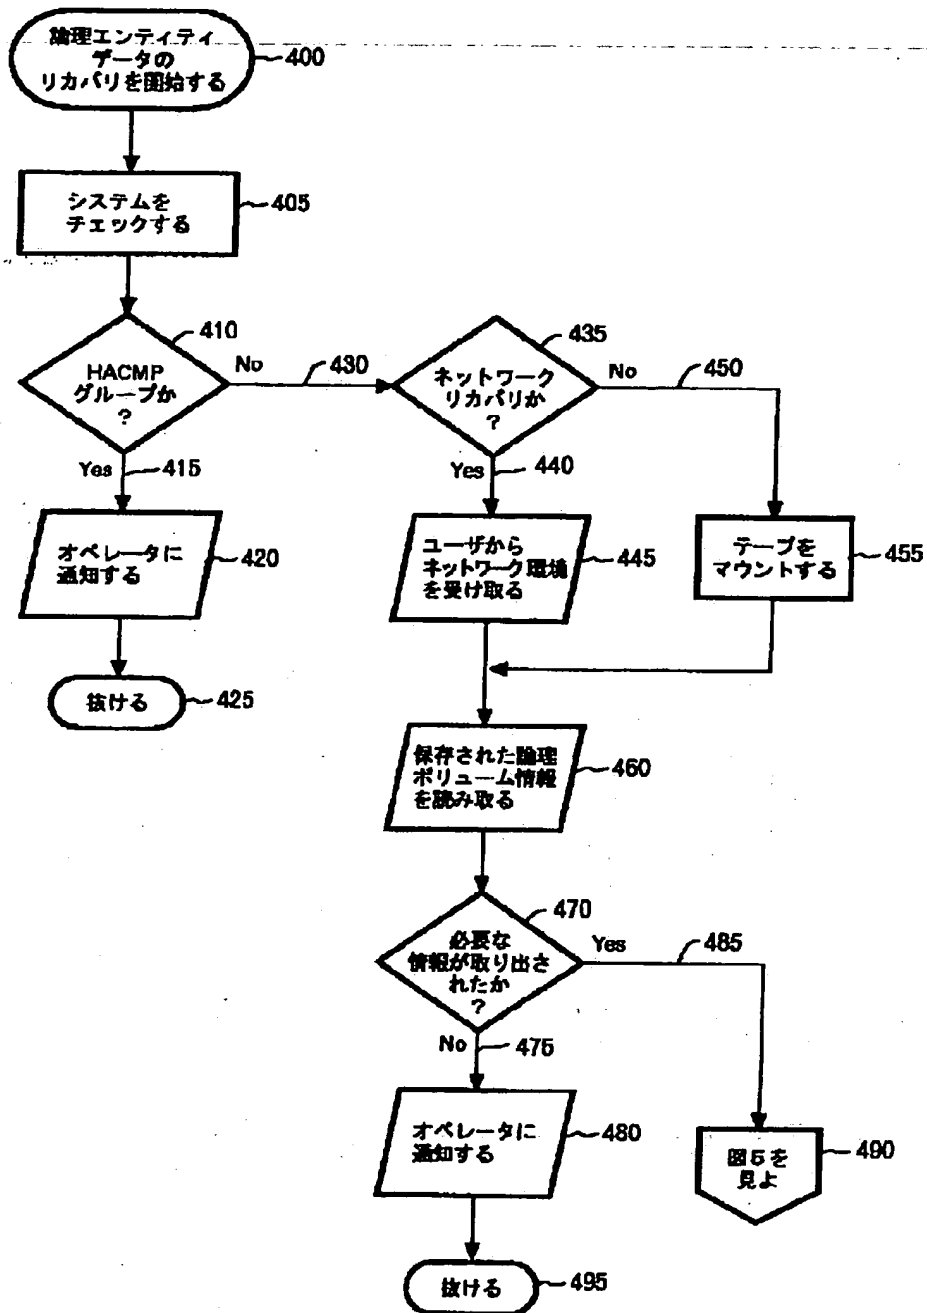 論理エンティティ
データの
リカバリを開始する
400
システムを
チェックする
405
HACMP
グループか
?
410
No
430
Yes
415
オペレータに
通知する
420
抜ける
425
ネットワーク
リカバリか
?
435
No
450
Yes
440
ユーザから
ネットワーク環境
を受け取る
445
テープを
マウントする
455
保存された論理
ボリューム情報
を読み取る
460
必要な
情報が取り出さ
れたか
?
470
Yes
485
No
475
オペレータに
通知する
480
図5を
見よ
490
抜ける
495